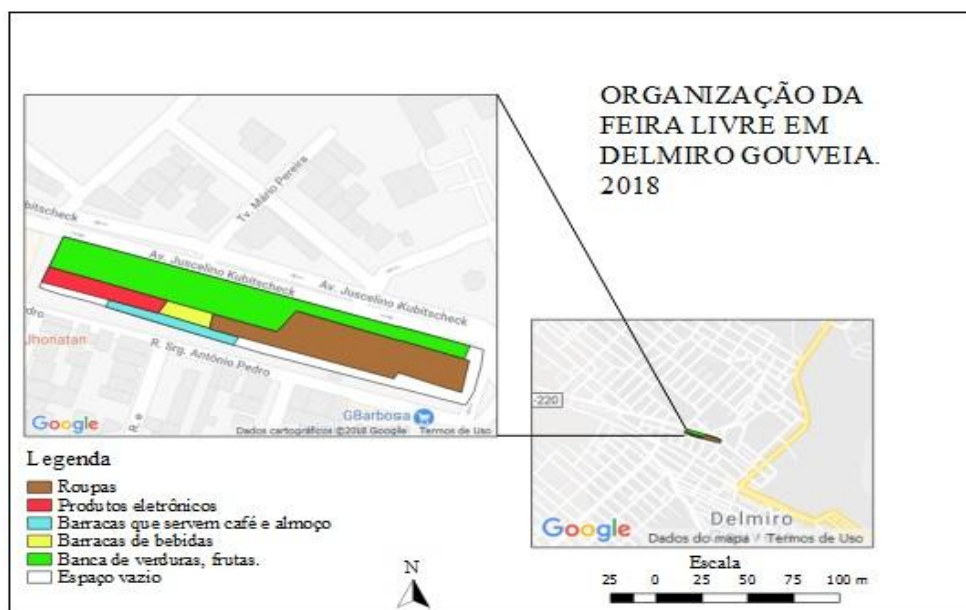 ORGANIZAÇÃO DA
FEIRA LIVRE EM
DELMIRO GOUVEIA.
2018
Kubitscheck
Tv. Mário Pereira
Av. Juscelino Kubitscheck
Av. Juscelino Kubitscheck
R. Srg. Antônio Pedro
Jhonatan
GBarbosa
R.
Google
Dados cartográficos ©2018 Google
Termos de Uso
-220
Delmiro
Google
Dados do mapa
Termos de Uso
Legenda
Roupas
Produtos eletrônicos
Barracas que servem café e almoço
Barracas de bebidas
Banca de verduras, frutas.
Espaço vazio
N
Escala
25 0 25 50 75 100 m